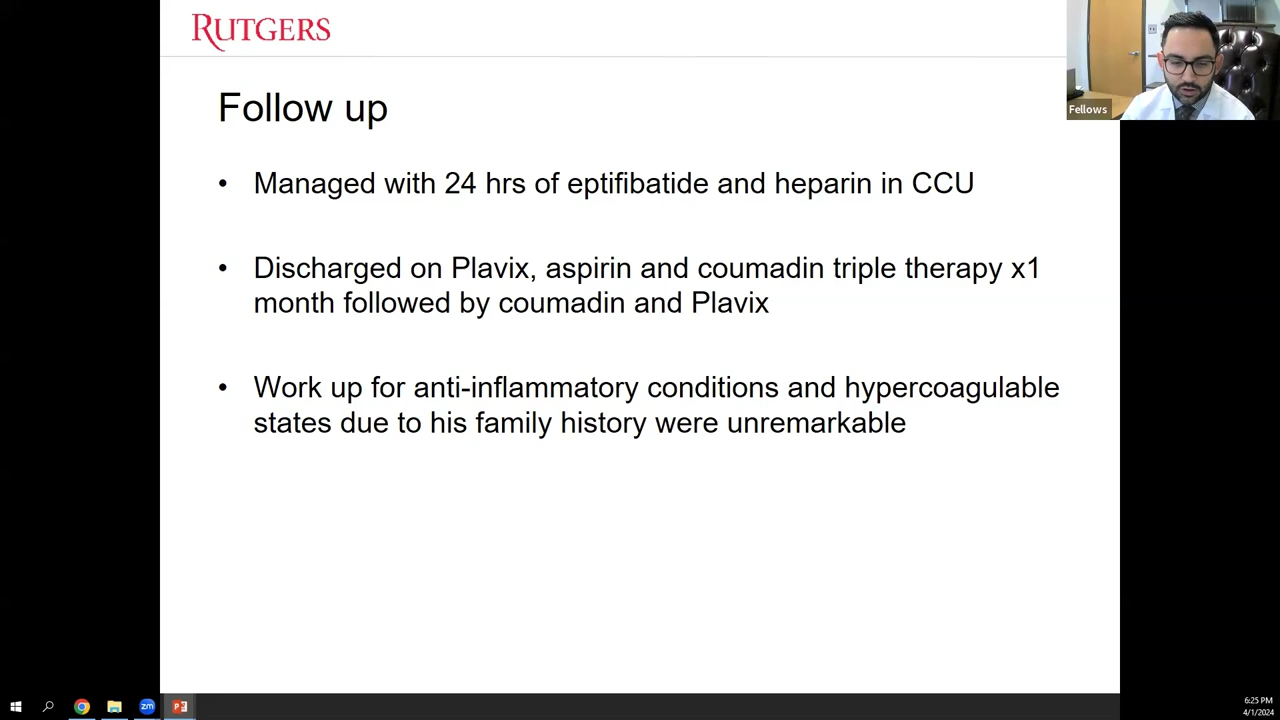 RUTGERS
Fellows
Follow up
• Managed with 24 hrs of eptifibatide and heparin in CCU
• Discharged on Plavix, aspirin and coumadin triple therapy x1
month followed by coumadin and Plavix
• Work up for anti-inflammatory conditions and hypercoagulable
states due to his family history were unremarkable
zm
P
6:25 PM
4/1/2024